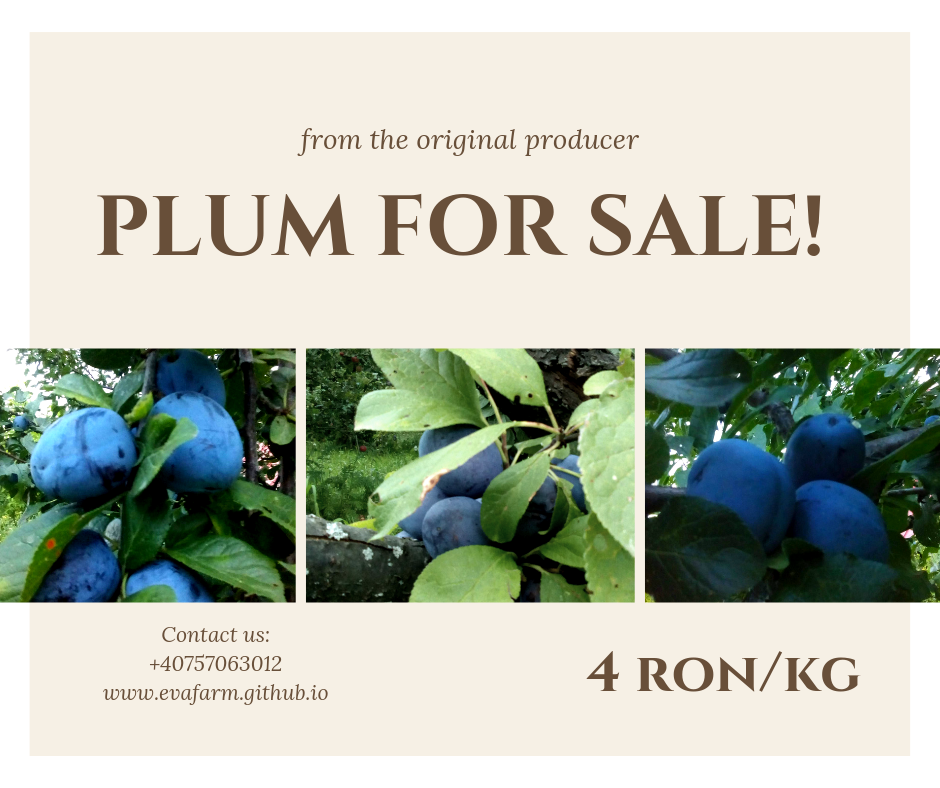 from the original producer
PLUM FOR SALE!
Contact us:
+40757063012
www.evafarm.github.io
4 RON/KG